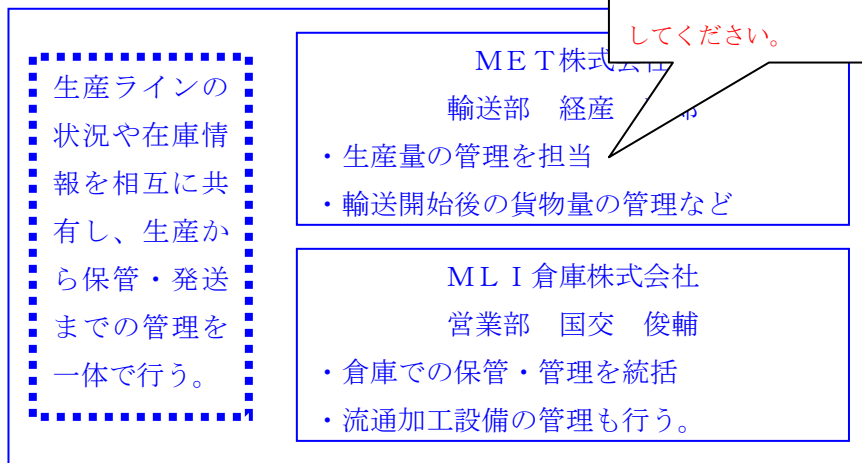 してください。
生産ラインの
状況や在庫情
報を相互に共
有し、生産か
ら保管・発送
までの管理を
一体で行う。
ＭＥＴ株式会社
輸送部　経産
・生産量の管理を担当
・輸送開始後の貨物量の管理など
ＭＬＩ倉庫株式会社
営業部　国交　俊輔
・倉庫での保管・管理を統括
・流通加工設備の管理も行う。